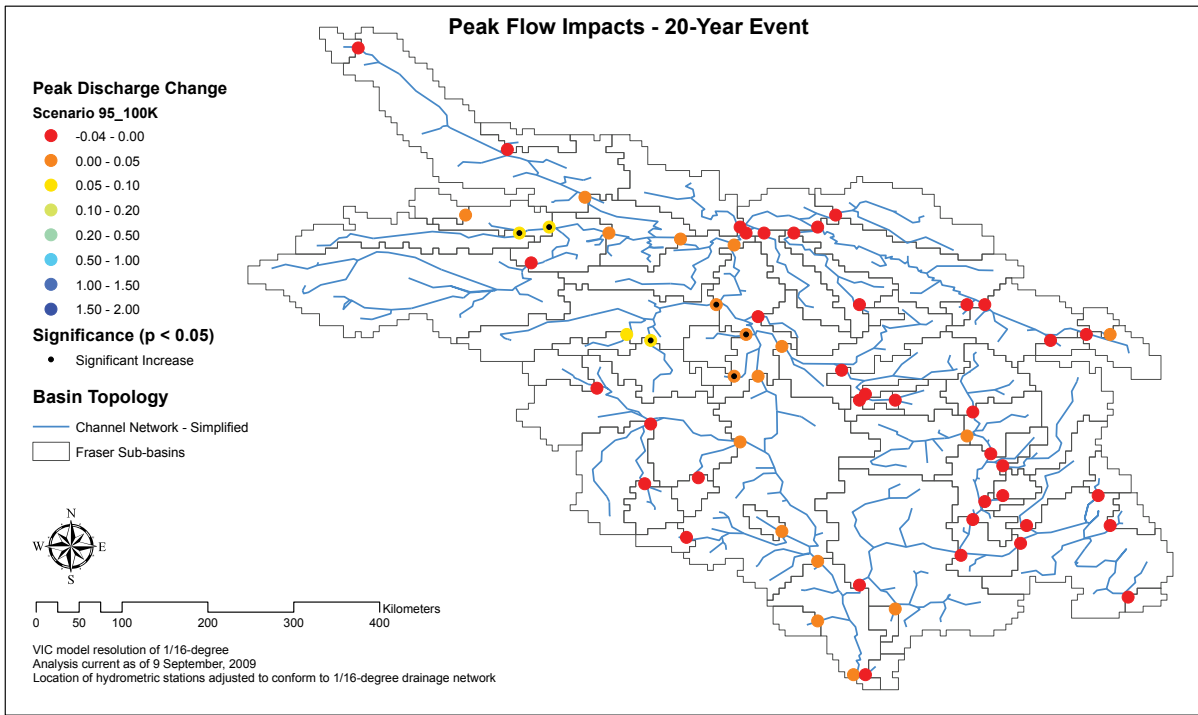 Peak Flow Impacts - 20-Year Event
Peak Discharge Change
Scenario 95_100K
-0.04 - 0.00
0.00 - 0.05
0.05 - 0.10
0.10 - 0.20
0.20 - 0.50
0.50 - 1.00
1.00 - 1.50
1.50 - 2.00
Significance (p < 0.05)
Significant Increase
Basin Topology
Channel Network - Simplified
Fraser Sub-basins
N
W E
S
Kilometers
0 50 100 200 300 400
VIC model resolution of 1/16-degree
Analysis current as of 9 September, 2009
Location of hydrometric stations adjusted to conform to 1/16-degree drainage network